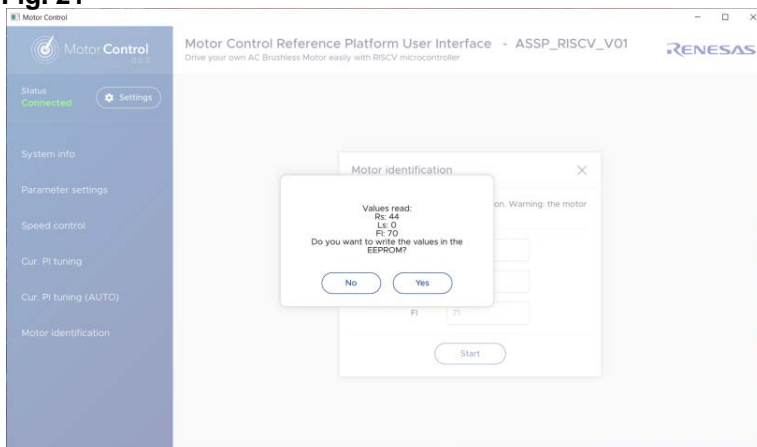 Fig. 21
Motor Control
Motor Control
Motor Control Reference Platform User Interface - ASSP_RISCV_V01
Drive your own AC Brushless Motor easily with RISCV microcontroller
RENESAS
Status
Connected
Settings
System info
Parameter settings
Speed control
Cur. PI tuning
Cur. PI tuning (AUTO)
Motor identification
Motor identification
on. Warning: the motor
Values read:
Rs: 44
Ls: 0
Fl: 70
Do you want to write the values in the
EEPROM?
No
Yes
Fl
71
Start